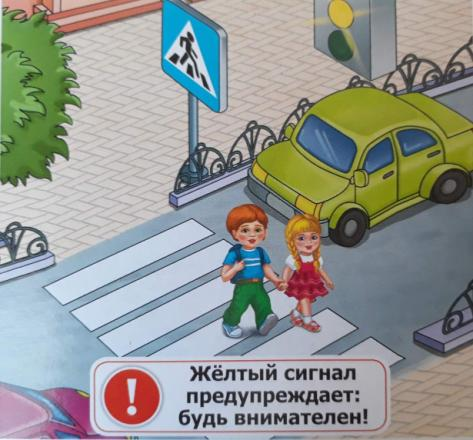 !
Жёлтый сигнал
предупреждает:
будь внимателен!